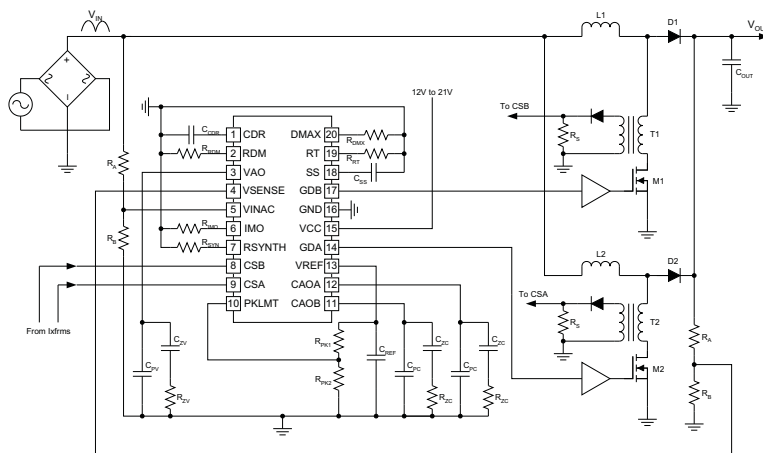 VIN
L1
D1
VOU
COUT
12V to 21V
To CSB
RS
T1
M1
CCDR
RRDM
RDMX
RRT
CSS
RA
RB
RIMO
RSYN
1 CDR
2 RDM
3 VAO
4 VSENSE
5 VINAC
6 IMO
7 RSYNTH
8 CSB
9 CSA
10 PKLMT
DMAX 20
RT 19
SS 18
GDB 17
GND 16
VCC 15
GDA 14
VREF 13
CAOA 12
CAOB 11
L2
D2
To CSA
RS
T2
M2
RA
RB
From Ixfrms
CZV
CPV
RZV
RPK1
RPK2
CREF
CPC
CZC
RZC
CPC
CZC
RZC